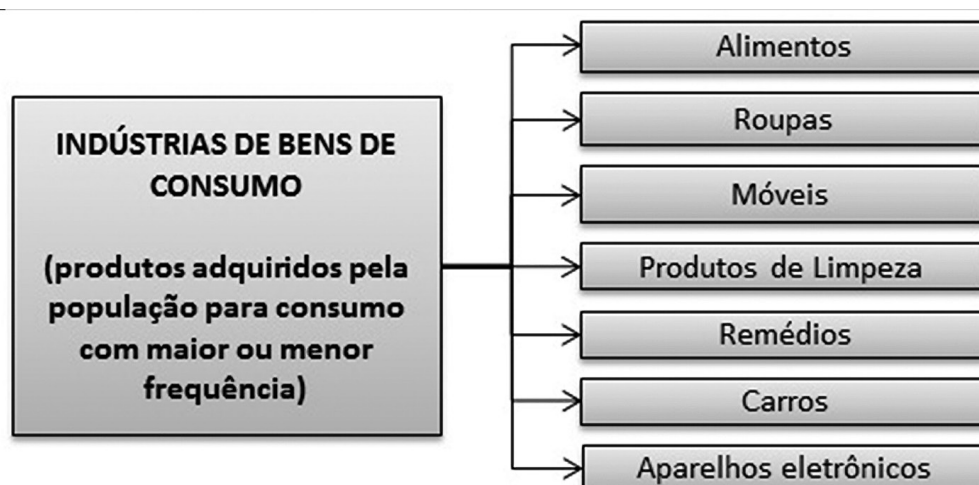 INDÚSTRIAS DE BENS DE
CONSUMO
(produtos adquiridos pela
população para consumo
com maior ou menor
frequência)
Alimentos
Roupas
Móveis
Produtos de Limpeza
Remédios
Carros
Aparelhos eletrônicos